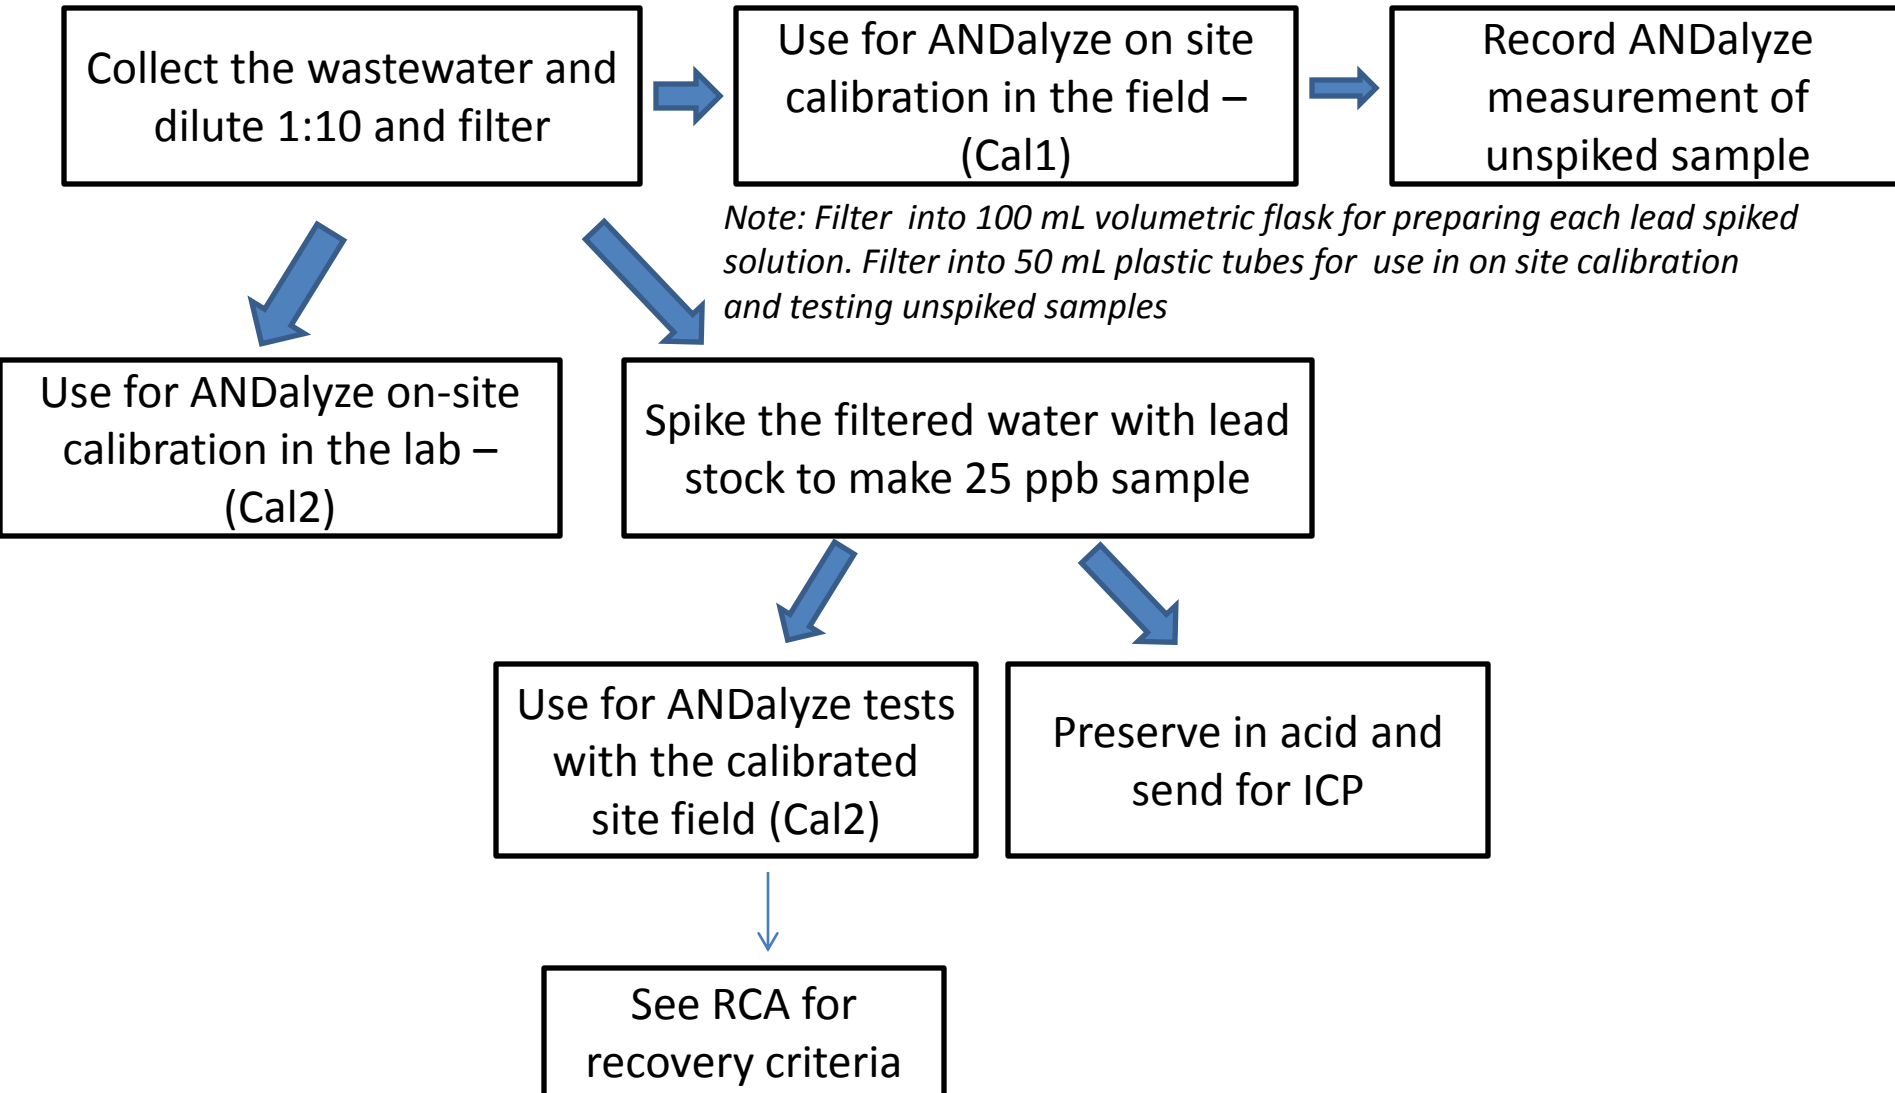 Collect the wastewater and
dilute 1:10 and filter
Use for ANDalyze on site
calibration in the field –
(Cal1)
Record ANDalyze
measurement of
unspiked sample
Note: Filter  into 100 mL volumetric flask for preparing each lead spiked
solution. Filter into 50 mL plastic tubes for  use in on site calibration
and testing unspiked samples
Use for ANDalyze on-site
calibration in the lab –
(Cal2)
Spike the filtered water with lead
stock to make 25 ppb sample
Use for ANDalyze tests
with the calibrated
site field (Cal2)
Preserve in acid and
send for ICP
See RCA for
recovery criteria